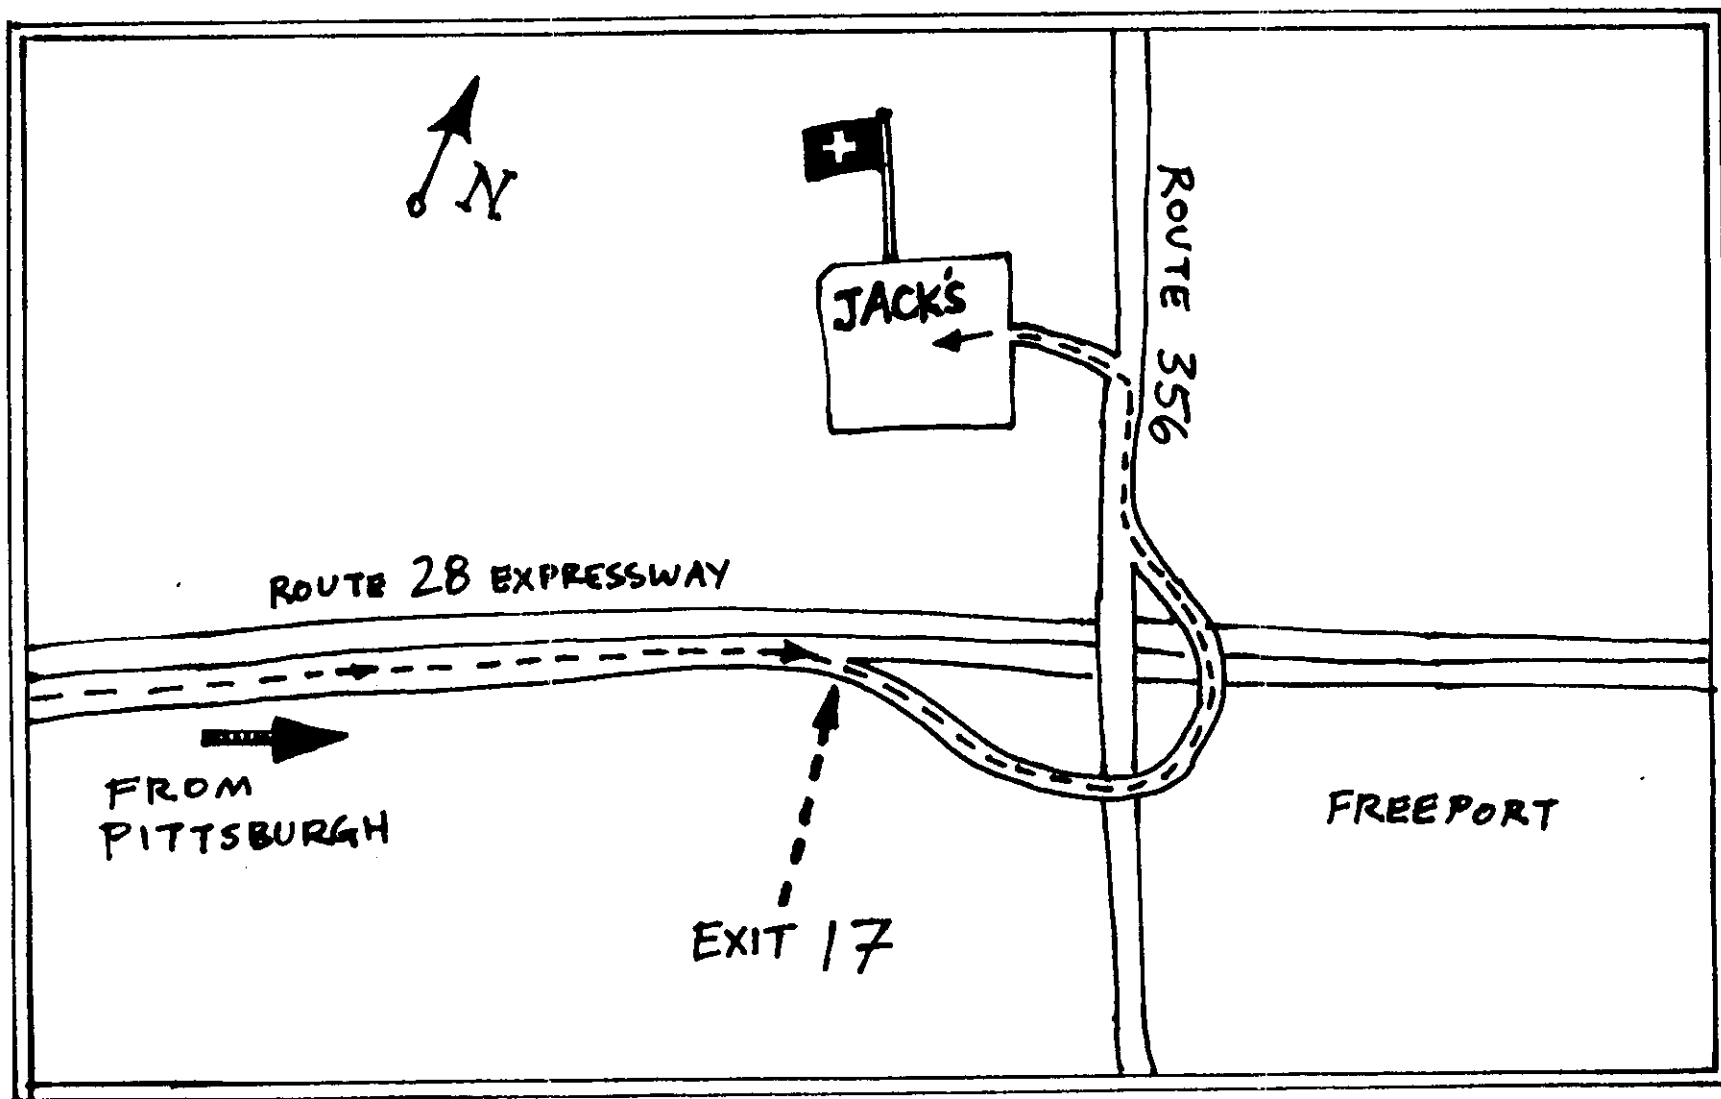 N
JACK'S
ROUTE 356
ROUTE 28 EXPRESSWAY
FROM
PITTSBURGH
FREEPORT
EXIT 17